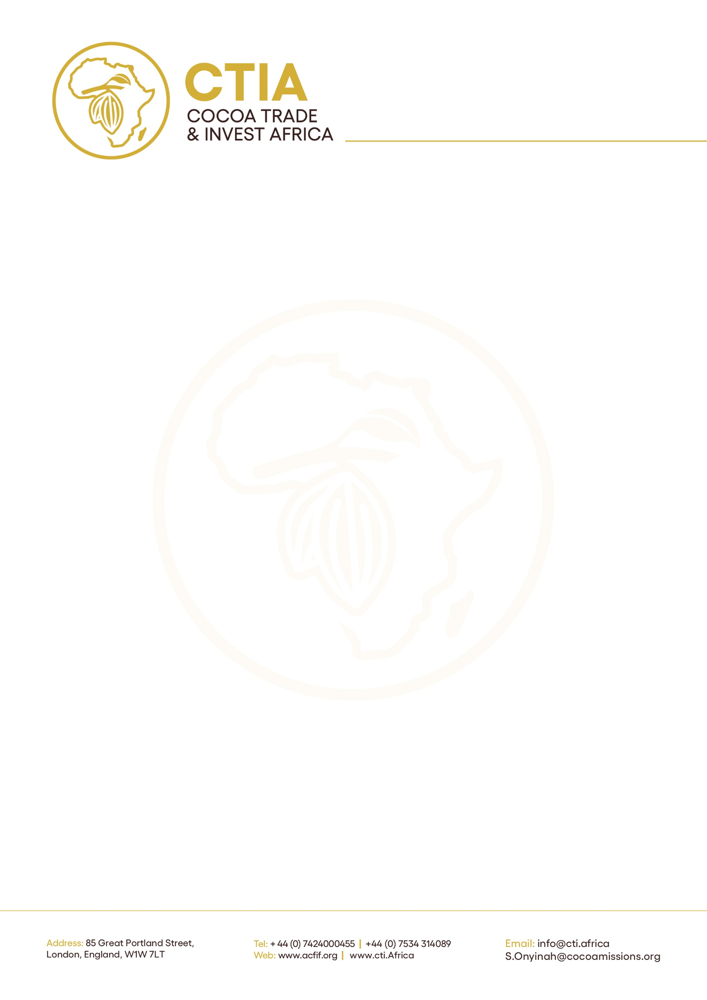 CTIA
COCOA TRADE
& INVEST AFRICA
Address: 85 Great Portland Street,
London, England, W1W 7LT
Tel: + 44 (0) 7424000455 | +44 (0) 7534 314089
Web: www.acfif.org | www.cti.Africa
Email: info@cti.africa
S.Onyinah@cocoamissions.org